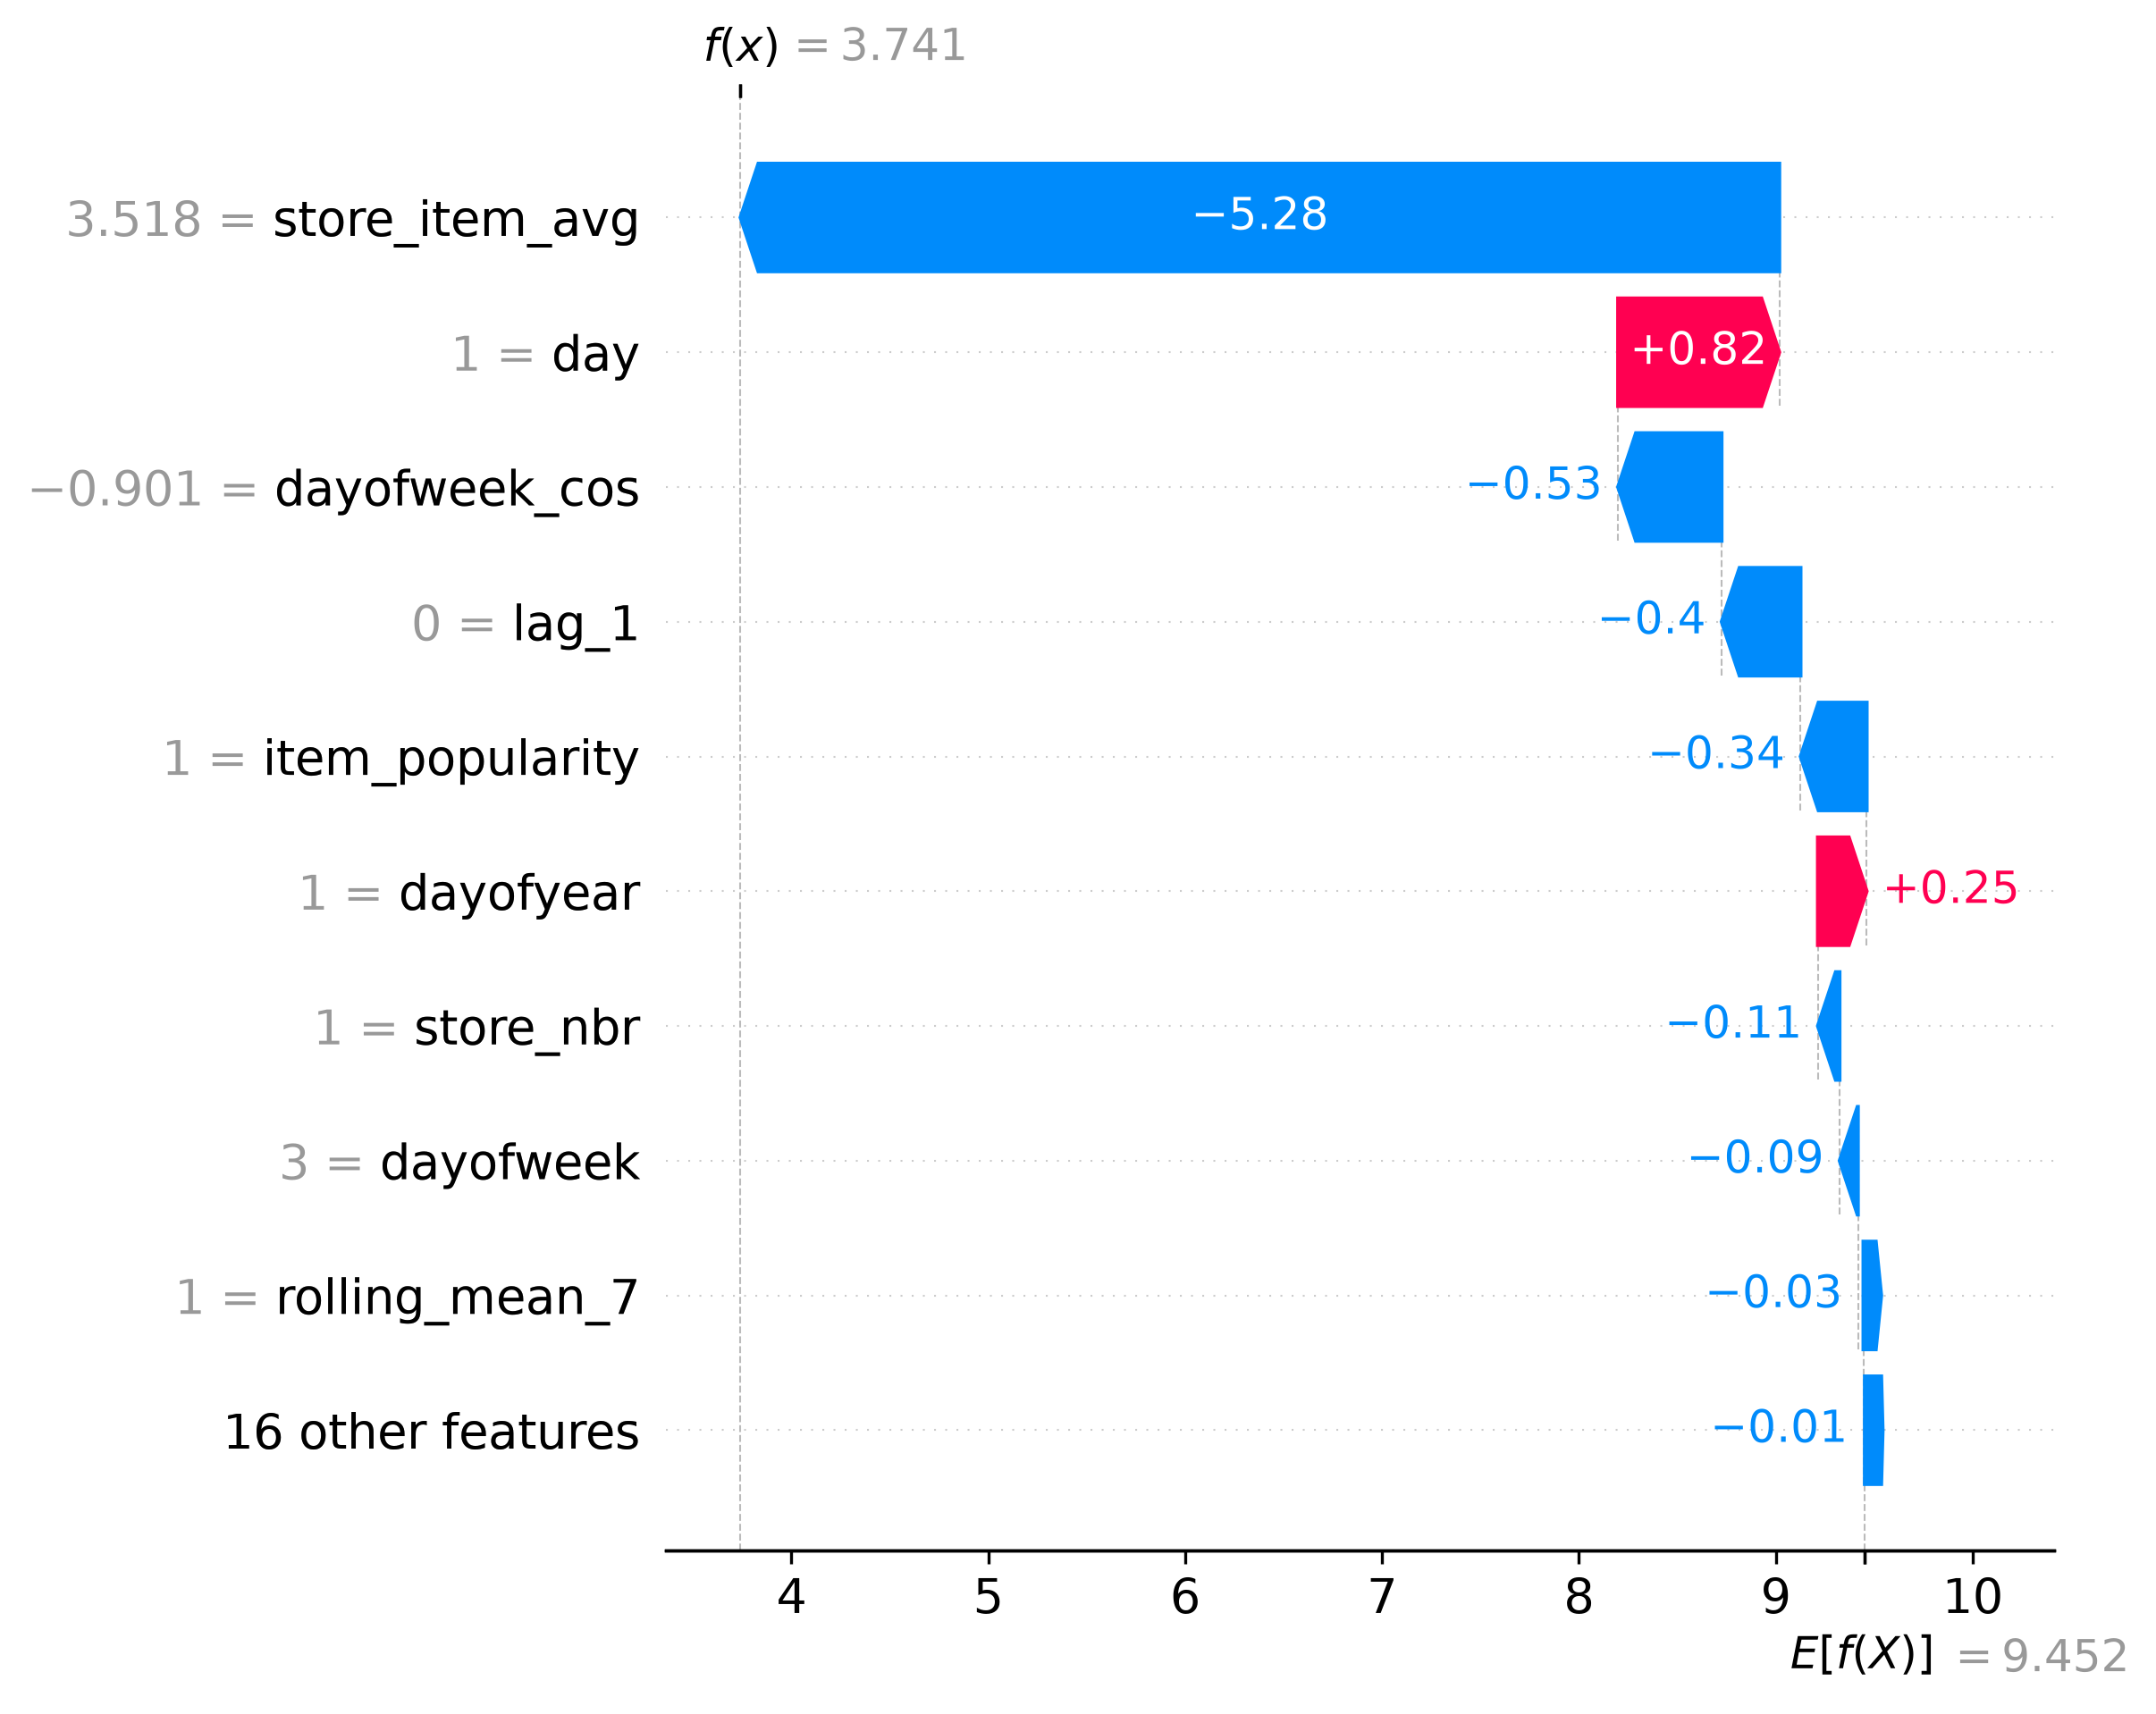 f(x) = 3.741
3.518 = store_item_avg −5.28
1 = day +0.82
−0.901 = dayofweek_cos −0.53
0 = lag_1 −0.4
1 = item_popularity −0.34
1 = dayofyear +0.25
1 = store_nbr −0.11
3 = dayofweek −0.09
1 = rolling_mean_7 −0.03
16 other features −0.01
4 5 6 7 8 9 10
E[f(X)] = 9.452